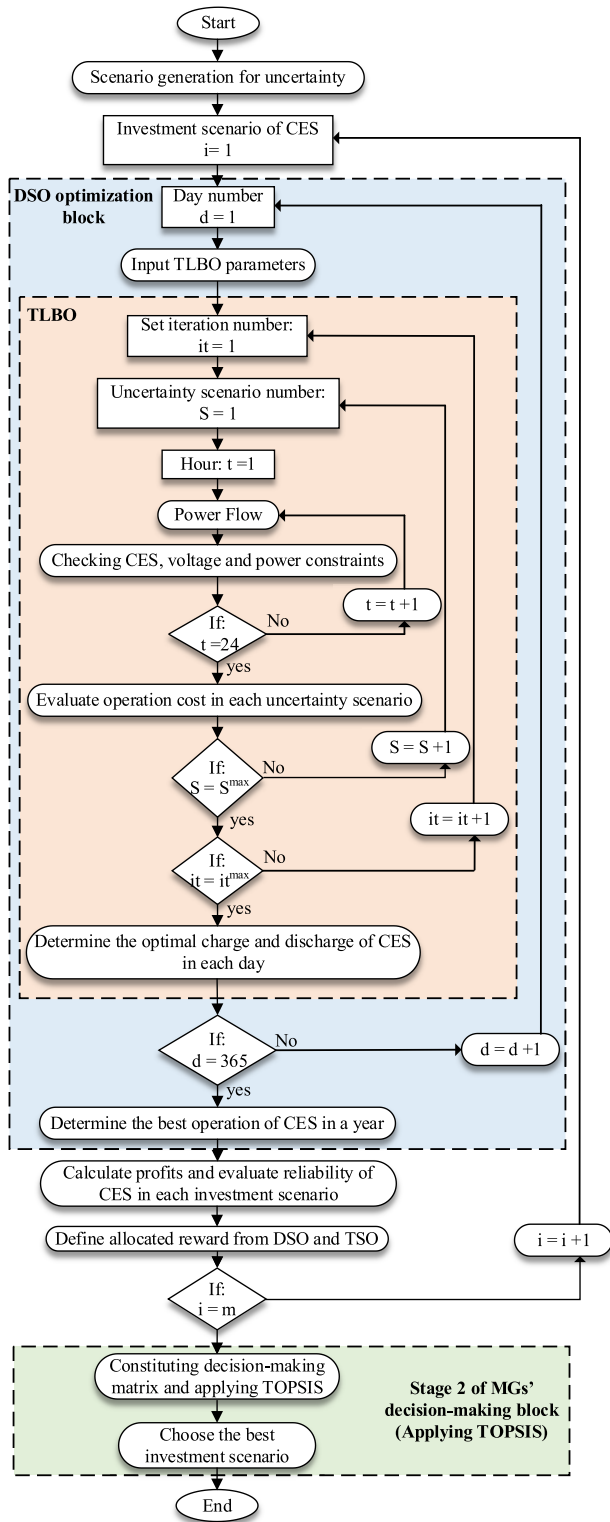 Start
Scenario generation for uncertainty
Investment scenario of CES
i= 1
DSO optimization
block
Day number
d = 1
Input TLBO parameters
TLBO
Set iteration number:
it = 1
Uncertainty scenario number:
S = 1
Hour: t =1
Power Flow
Checking CES, voltage and power constraints
t = t +1
If:
t =24
No
yes
Evaluate operation cost in each uncertainty scenario
S = S +1
If:
S = S^max
No
yes
it = it +1
If:
it = it^max
No
yes
Determine the optimal charge and discharge of CES
in each day
If:
d = 365
No
d = d +1
yes
Determine the best operation of CES in a year
Calculate profits and evaluate reliability of
CES in each investment scenario
Define allocated reward from DSO and TSO
i = i +1
If:
i = m
Constituting decision-making
matrix and applying TOPSIS
Stage 2 of MGs’
decision-making block
(Applying TOPSIS)
Choose the best
investment scenario
End